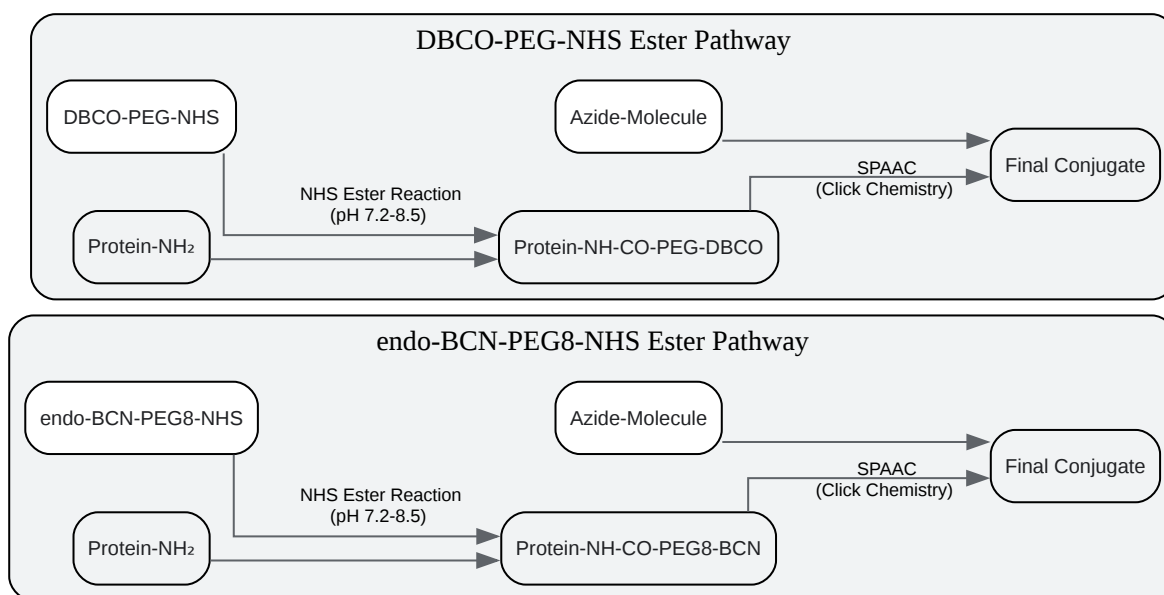 DBCO-PEG-NHS Ester Pathway
DBCO-PEG-NHS
Azide-Molecule
Final Conjugate
SPAAC
(Click Chemistry)
NHS Ester Reaction
(pH 7.2-8.5)
Protein-NH₂
Protein-NH-CO-PEG-DBCO
endo-BCN-PEG8-NHS Ester Pathway
endo-BCN-PEG8-NHS
Azide-Molecule
Final Conjugate
SPAAC
(Click Chemistry)
NHS Ester Reaction
(pH 7.2-8.5)
Protein-NH₂
Protein-NH-CO-PEG8-BCN